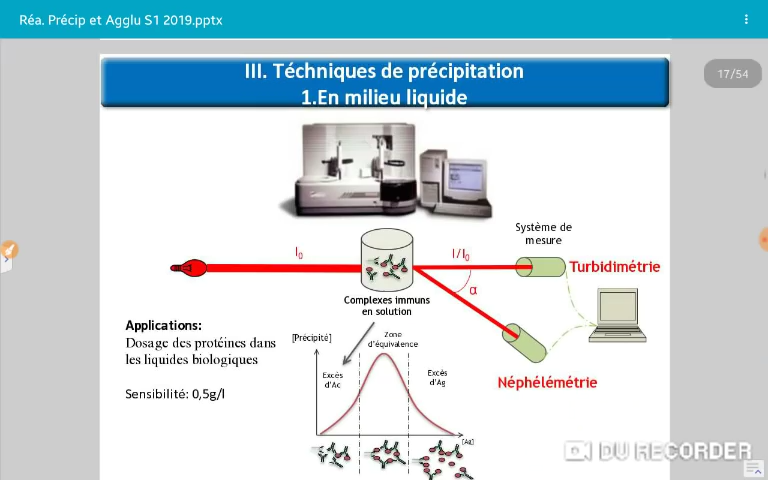 Réa. Précip et Agglu S1 2019.pptx
17/54
III. Téchniques de précipitation
1.En milieu liquide
Système de
mesure
I₀
I/I₀
Turbidimétrie
α
Complexes immuns
en solution
Applications:
Dosage des protéines dans
les liquides biologiques
Sensibilité: 0,5g/l
[Précipité]
Zone
d'équivalence
Excés
d'Ac
Excés
d'Ag
Néphélémétrie
[Ag]
DU RECORDER